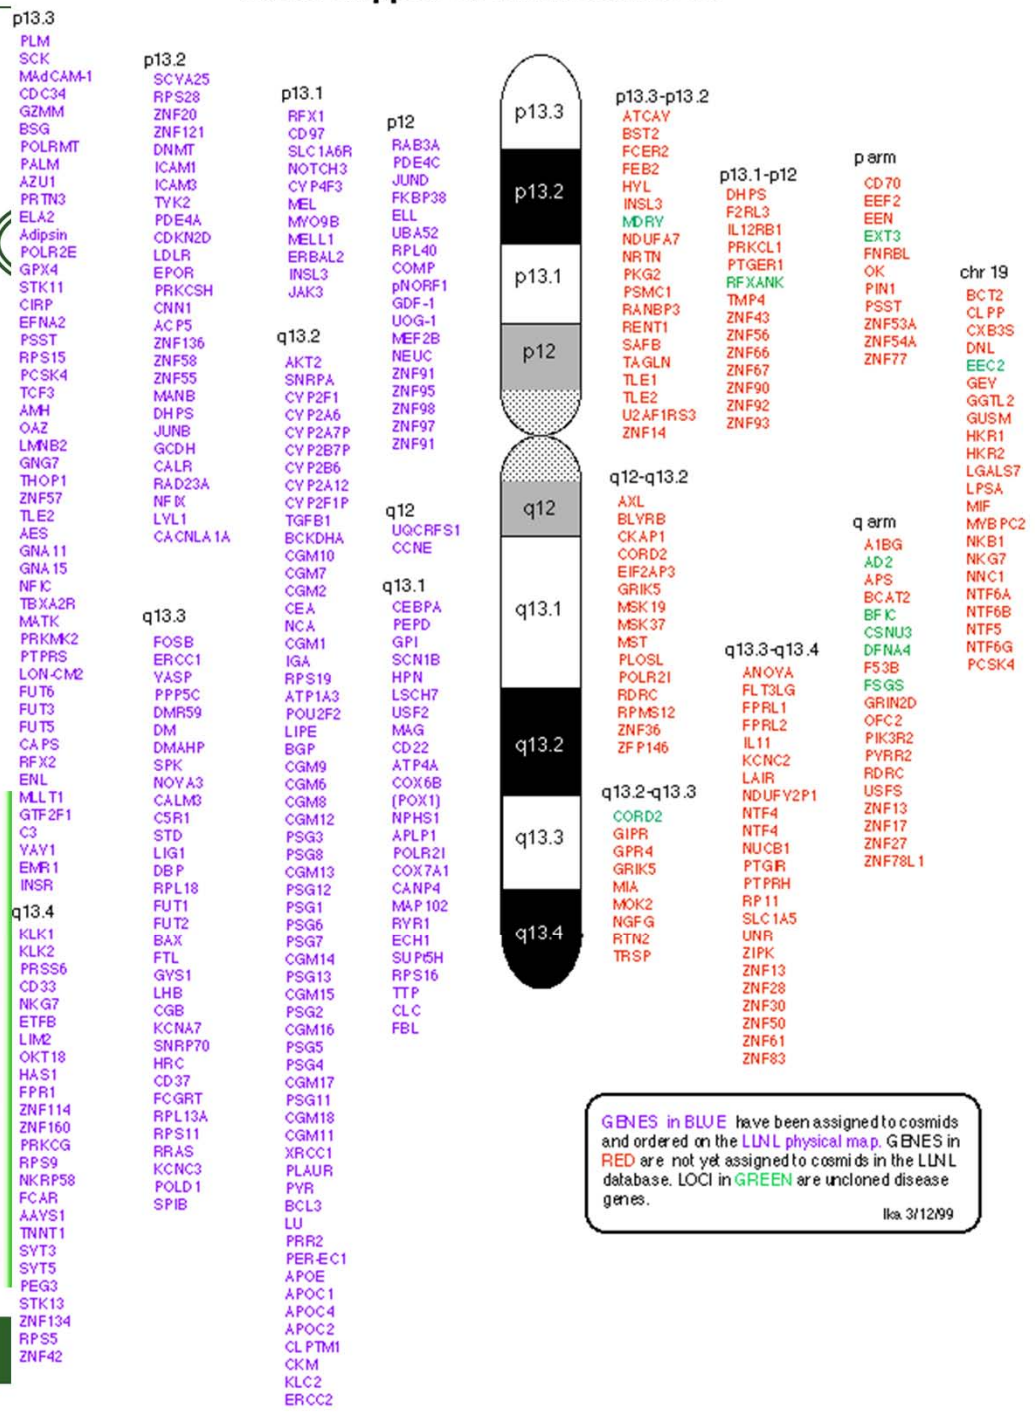 p13.3
PLM
SCK
MAdCAM-1
CDC34
GZMM
BSG
POLRMT
PALM
AZU1
PRTN3
ELA2
Adipsin
POLR2E
GPX4
STK11
CIRP
EFNA2
PSST
RPS15
PCSK4
TCF3
AMH
OAZ
LMNB2
GNG7
THOP1
ZNF57
TLE2
AES
GNA11
GNA15
NFIC
TBXA2R
MATK
PRKMK2
PTPRS
LON-CM2
FUT6
FUT3
FUT5
CAPS
RFX2
ENL
MLLT1
GTF2F1
C3
VAV1
EMR1
INSR
q13.4
KLK1
KLK2
PRSS6
CD33
NKG7
ETFB
LIM2
OKT18
HAS1
FPR1
ZNF114
ZNF160
PRKCG
RPS9
NKRP58
FCAR
AAVS1
TNNT1
SYT3
SYT5
PEG3
STK13
ZNF134
RPS5
ZNF42
p13.2
SCYA25
RPS28
ZNF20
ZNF121
DNMT
ICAM1
ICAM3
TYK2
PDE4A
CDKN2D
LDLR
EPOR
PRKCSH
CNN1
ACP5
ZNF136
ZNF58
ZNF55
MANB
DHPS
JUNB
GCDH
CALR
RAD23A
NFIX
LYL1
CACNLA1A
q13.3
FOSB
ERCC1
VASP
PPP5C
DMR59
DM
DMAHP
SPK
NOVA3
CALM3
C5R1
STD
LIG1
DBP
RPL18
FUT1
FUT2
BAX
FTL
GYS1
LHB
CGB
KCNA7
SNRP70
HRC
CD37
FCGRT
RPL13A
RPS11
RRAS
KCNC3
POLD1
SPIB
p13.1
RFX1
CD97
SLC1A6R
NOTCH3
CYP4F3
MEL
MYO9B
MELL1
ERBAL2
INSL3
JAK3
q13.2
AKT2
SNRPA
CYP2F1
CYP2A6
CYP2A7P
CYP2B7P
CYP2B6
CYP2A12
CYP2F1P
TGFB1
BCKDHA
CGM10
CGM7
CGM2
CEA
NCA
CGM1
IGA
RPS19
ATP1A3
POU2F2
LIPE
BGP
CGM9
CGM6
CGM8
CGM12
PSG3
PSG8
CGM13
PSG12
PSG1
PSG6
PSG7
CGM14
PSG13
CGM15
PSG2
CGM16
PSG5
PSG4
CGM17
PSG11
CGM18
CGM11
XRCC1
PLAUR
PVR
BCL3
LU
PRR2
PER-EC1
APOE
APOC1
APOC4
APOC2
CLPTM1
CKM
KLC2
ERCC2
p12
RAB3A
PDE4C
JUND
FKBP38
ELL
UBA52
RPL40
COMP
pNORF1
GDF-1
UOG-1
MEF2B
NEUC
ZNF91
ZNF95
ZNF98
ZNF97
ZNF91
q12
UQCRFS1
CCNE
q13.1
CEBPA
PEPD
GPI
SCN1B
HPN
LSCH7
USF2
MAG
CD22
ATP4A
COX6B
(POX1)
NPHS1
APLP1
POLR2I
COX7A1
CANP4
MAP102
RYR1
ECH1
SUPt5H
RPS16
TTP
CLC
FBL
p13.3
p13.2
p13.1
p12
q12
q13.1
q13.2
q13.3
q13.4
p13.3-p13.2
ATCAY
BST2
FCER2
FEB2
HYL
INSL3
MDRV
NDUFA7
NRTN
PKG2
PSMC1
RANBP3
RENT1
SAFB
TAGLN
TLE1
TLE2
U2AF1RS3
ZNF14
q12-q13.2
AXL
BLVRB
CKAP1
CORD2
EIF2AP3
GRIK5
MSK19
MSK37
MST
PLOSL
POLR2I
RDRC
RPMS12
ZNF36
ZFP146
q13.2-q13.3
CORD2
GIPR
GPR4
GRIK5
MIA
MOK2
NGFG
RTN2
TRSP
p13.1-p12
DHPS
F2RL3
IL12RB1
PRKCL1
PTGER1
RFXANK
TMP4
ZNF43
ZNF56
ZNF66
ZNF67
ZNF90
ZNF92
ZNF93
q13.3-q13.4
ANOVA
FLT3LG
FPRL1
FPRL2
IL11
KCNC2
LAIR
NDUFV2P1
NTF4
NTF4
NUCB1
PTGIR
PTPRH
RP11
SLC1A5
UNR
ZIPK
ZNF13
ZNF28
ZNF30
ZNF50
ZNF61
ZNF83
p arm
CD70
EEF2
EEN
EXT3
FNRBL
OK
PIN1
PSST
ZNF53A
ZNF54A
ZNF77
q arm
A1BG
AD2
APS
BCAT2
BFIC
CSNU3
DFNA4
F53B
FSGS
GRIN2D
OFC2
PIK3R2
PVRR2
RDRC
USFS
ZNF13
ZNF17
ZNF27
ZNF78L1
chr 19
BCT2
CLPP
CXB3S
DNL
EEC2
GEY
GGTL2
GUSM
HKR1
HKR2
LGALS7
LPSA
MIF
MYBPC2
NKB1
NKG7
NNC1
NTF6A
NTF6B
NTF5
NTF6G
PCSK4
GENES in BLUE have been assigned to cosmids
and ordered on the LLNL physical map. GENES in
RED are not yet assigned to cosmids in the LLNL
database. LOCI in GREEN are uncloned disease
genes.
lka 3/12/99